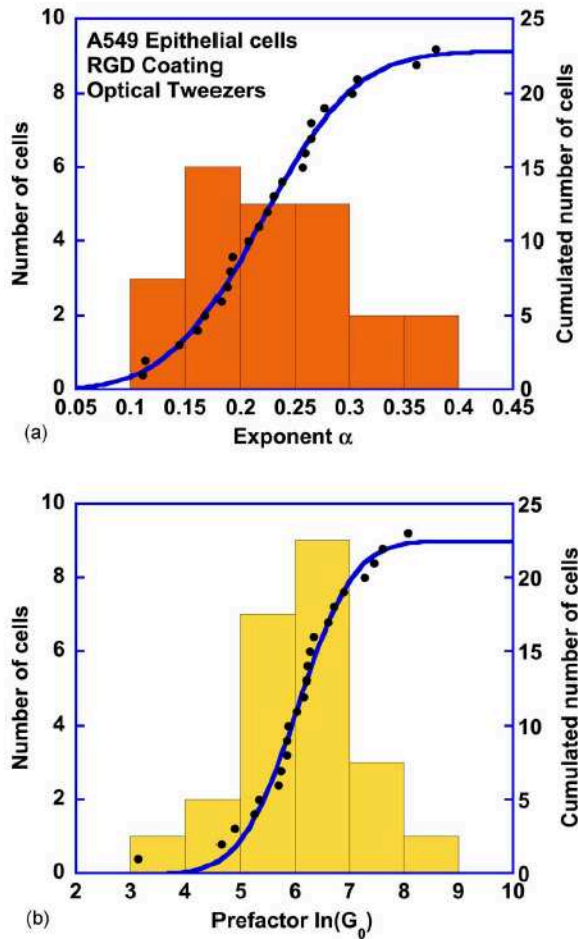 A549 Epithelial cells
RGD Coating
Optical Tweezers
Number of cells
Cumulated number of cells
10
8
6
4
2
0
25
20
15
10
5
0
0.05 0.1 0.15 0.2 0.25 0.3 0.35 0.4 0.45
(a)
Exponent α
Number of cells
Cumulated number of cells
10
8
6
4
2
0
25
20
15
10
5
0
2 3 4 5 6 7 8 9 10
(b)
Prefactor ln(G₀)